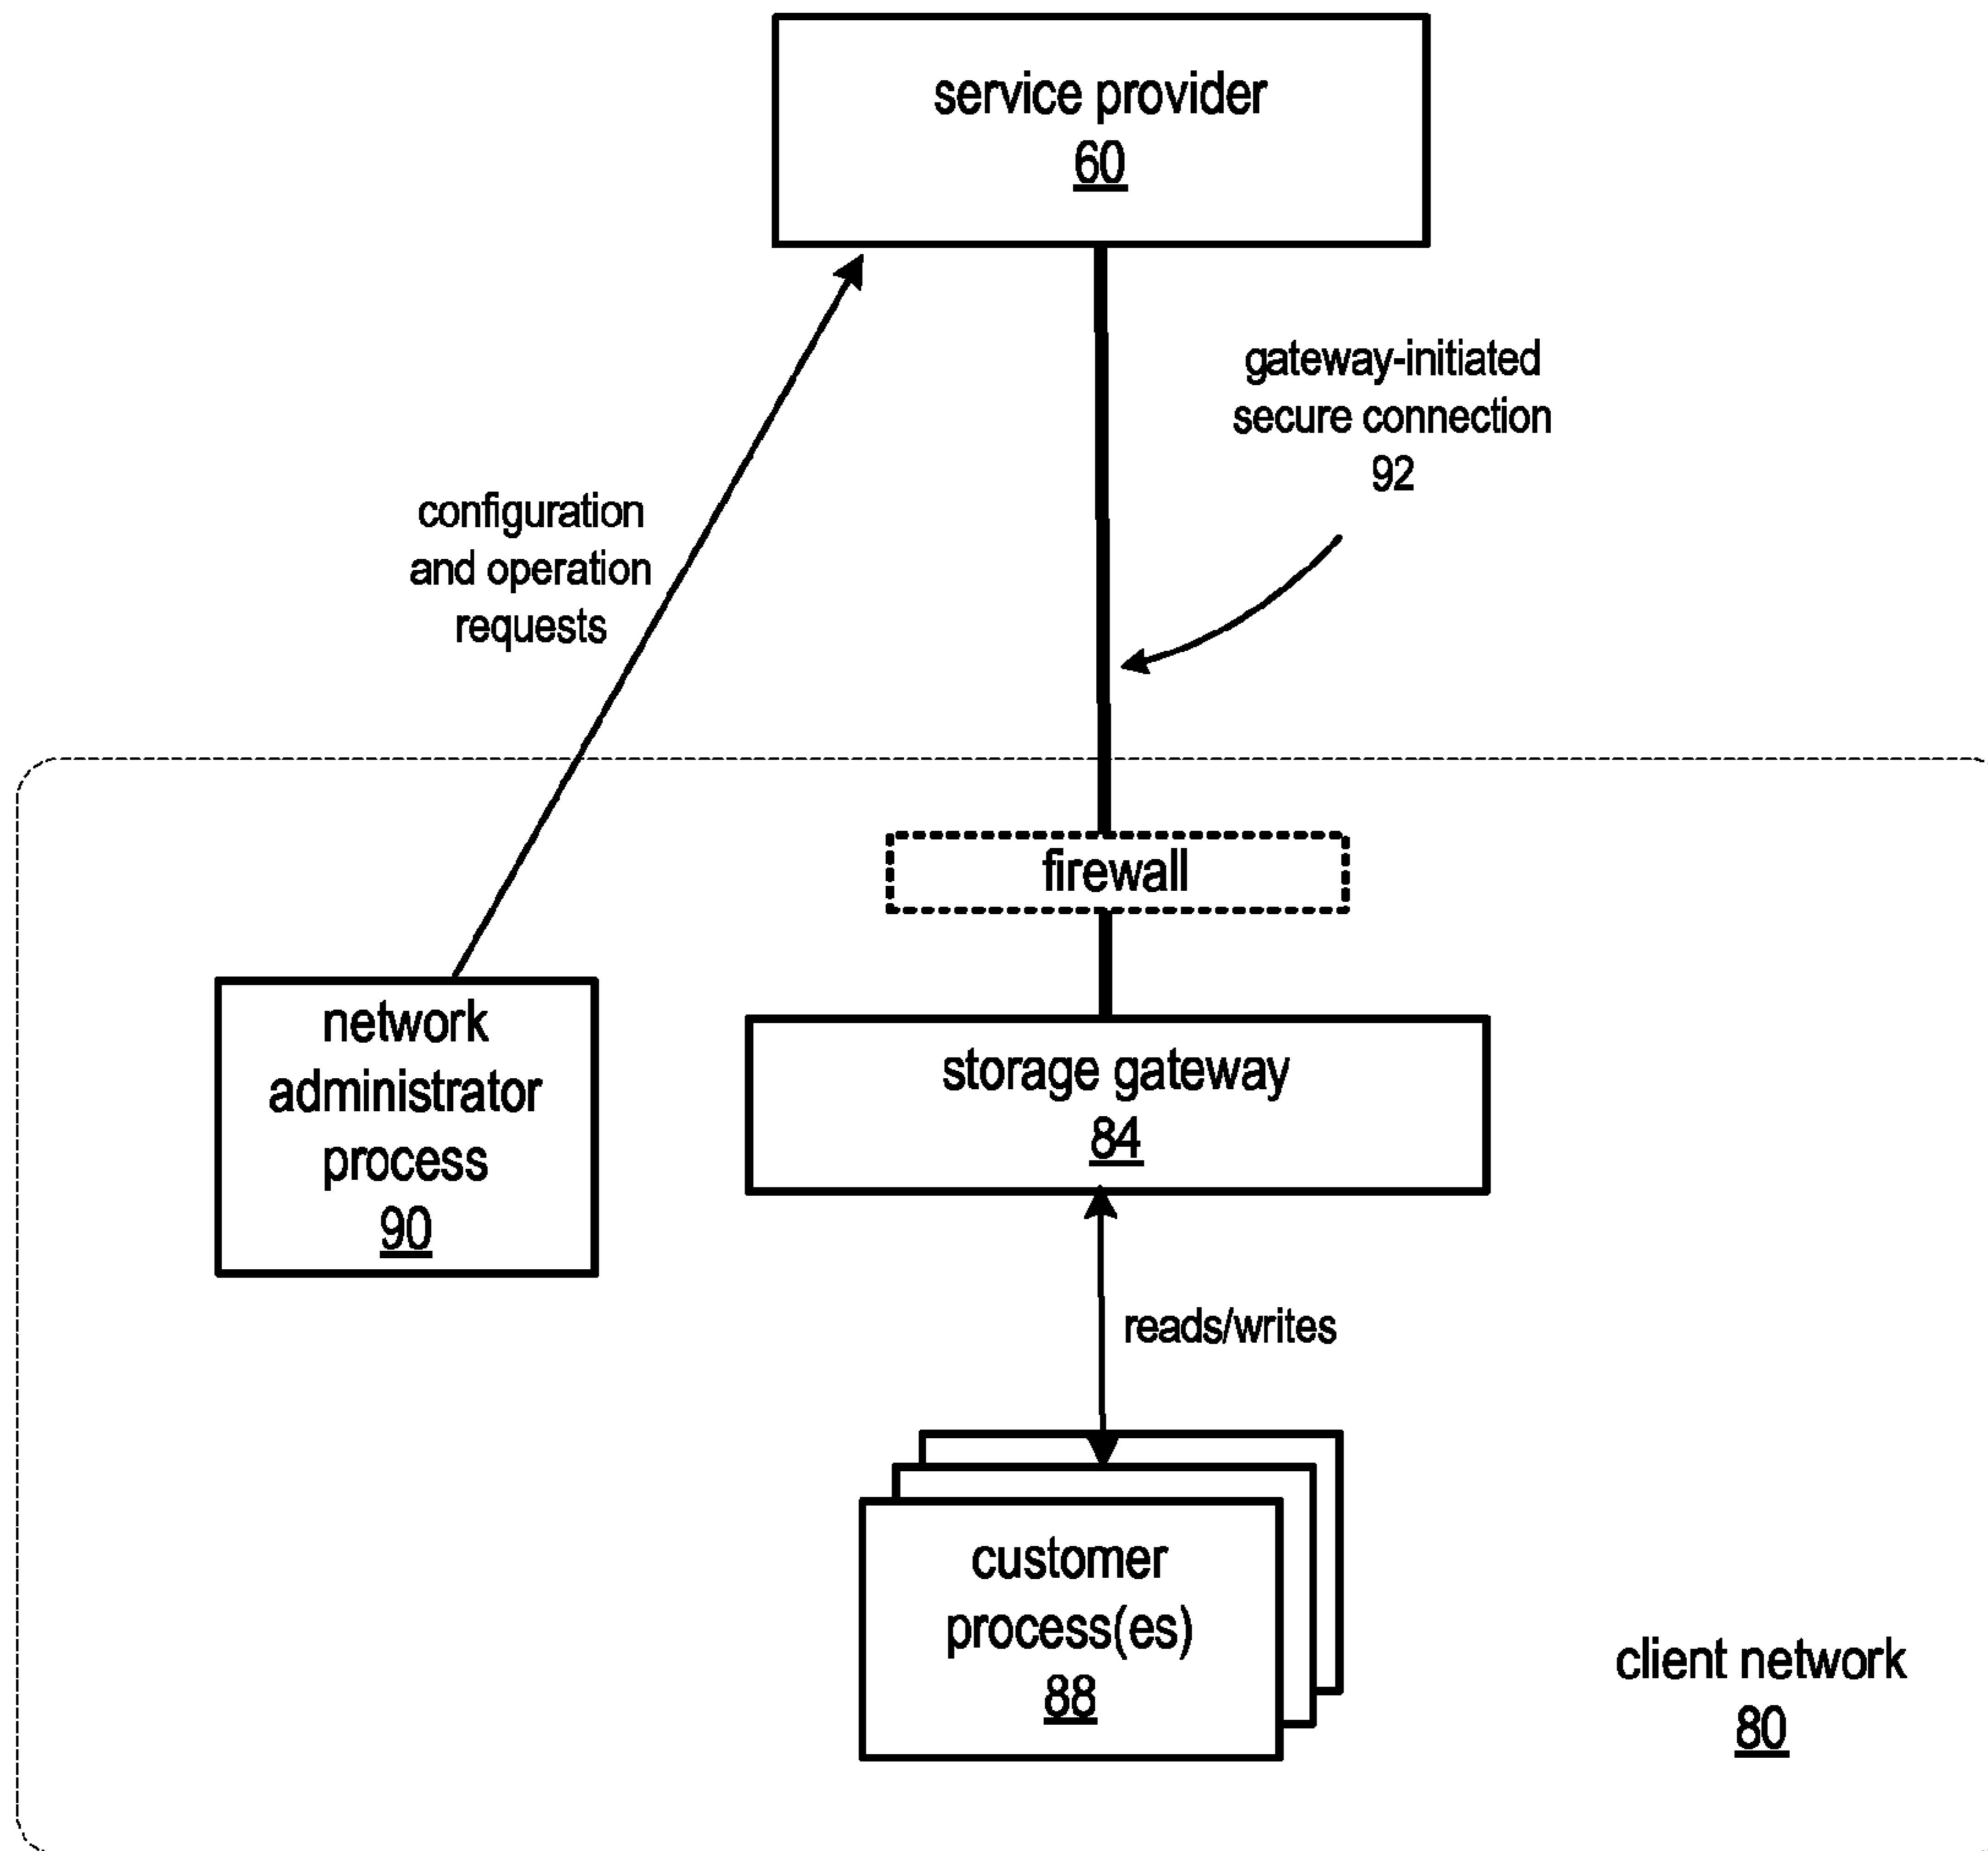 service provider
60
gateway-initiated
secure connection
92
configuration
and operation
requests
firewall
network
administrator
process
90
storage gateway
84
reads/writes
customer
process(es)
88
client network
80